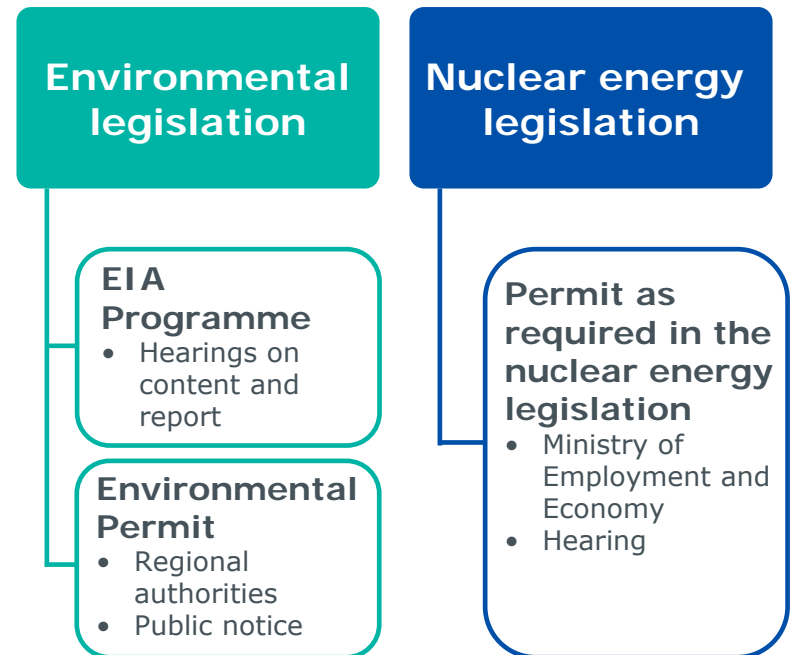 Environmental
legislation
EIA
Programme
• Hearings on
content and
report
Environmental
Permit
• Regional
authorities
• Public notice
Nuclear energy
legislation
Permit as
required in the
nuclear energy
legislation
• Ministry of
Employment and
Economy
• Hearing